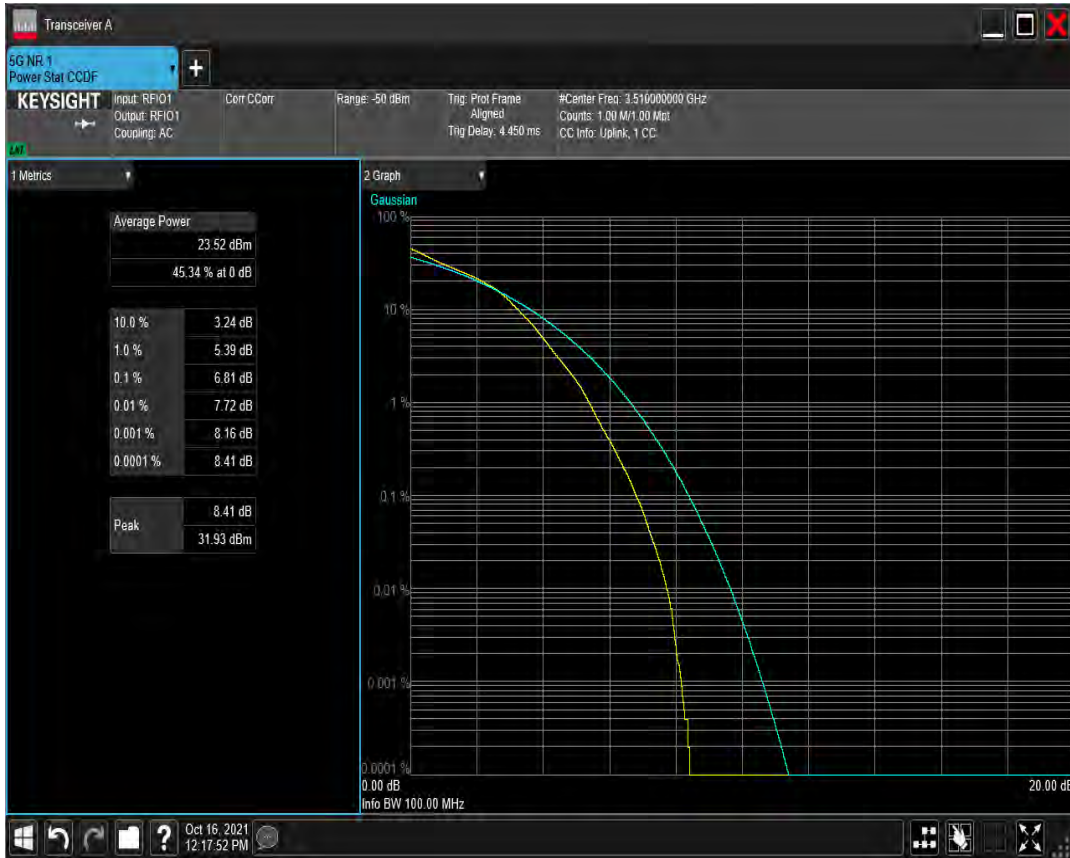 Transceiver A
5G NR 1
Power Stat CCDF
+
KEYSIGHT
Input: RFIO1
Output: RFIO1
Coupling: AC
Corr CCorr
Range: -50 dBm
Trig: Prot Frame
Aligned
Trig Delay: 4.450 ms
#Center Freq: 3.510000000 GHz
Counts: 1.00 M/1.00 Mpt
CC Info: Uplink, 1 CC
1 Metrics
Average Power
23.52 dBm
45.34 % at 0 dB
10.0 % 3.24 dB
1.0 % 5.39 dB
0.1 % 6.81 dB
0.01 % 7.72 dB
0.001 % 8.16 dB
0.0001 % 8.41 dB
Peak
8.41 dB
31.93 dBm
2 Graph
Gaussian
100 %
10 %
1 %
0.1 %
0.01 %
0.001 %
0.0001 %
0.00 dB
20.00 dB
Info BW 100.00 MHz
?
Oct 16, 2021
12:17:52 PM